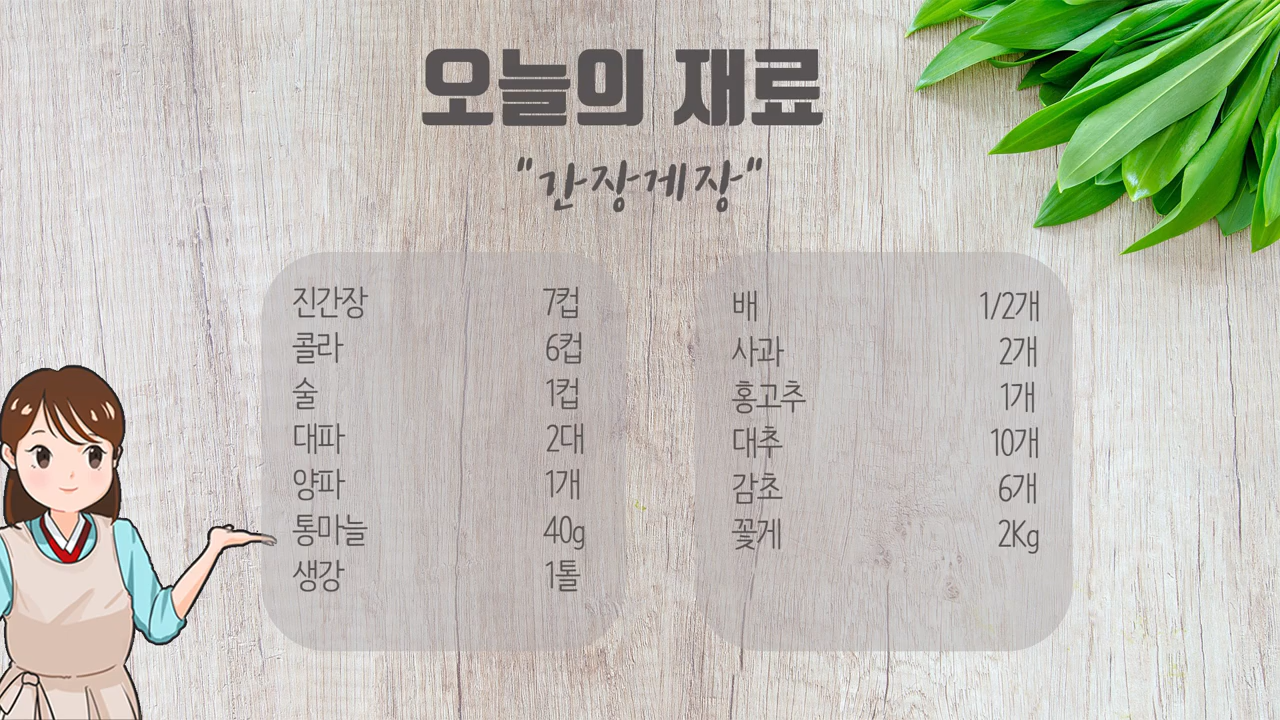 오늘의 재료
"간장게장"
진간장 7컵
콜라 6컵
술 1컵
대파 2대
양파 1개
통마늘 40g
생강 1톨
배 1/2개
사과 2개
홍고추 1개
대추 10개
감초 6개
꽃게 2Kg